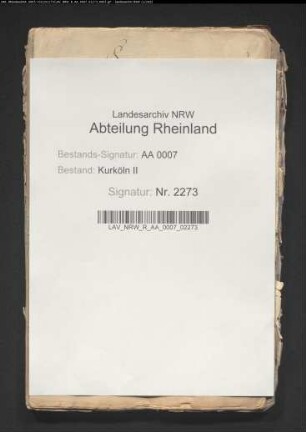 Landesarchiv NRW
Abteilung Rheinland
Bestands-Signatur: AA 0007
Bestand: Kurköln II
Signatur: Nr. 2273
LAV_NRW_R_AA_0007_02273